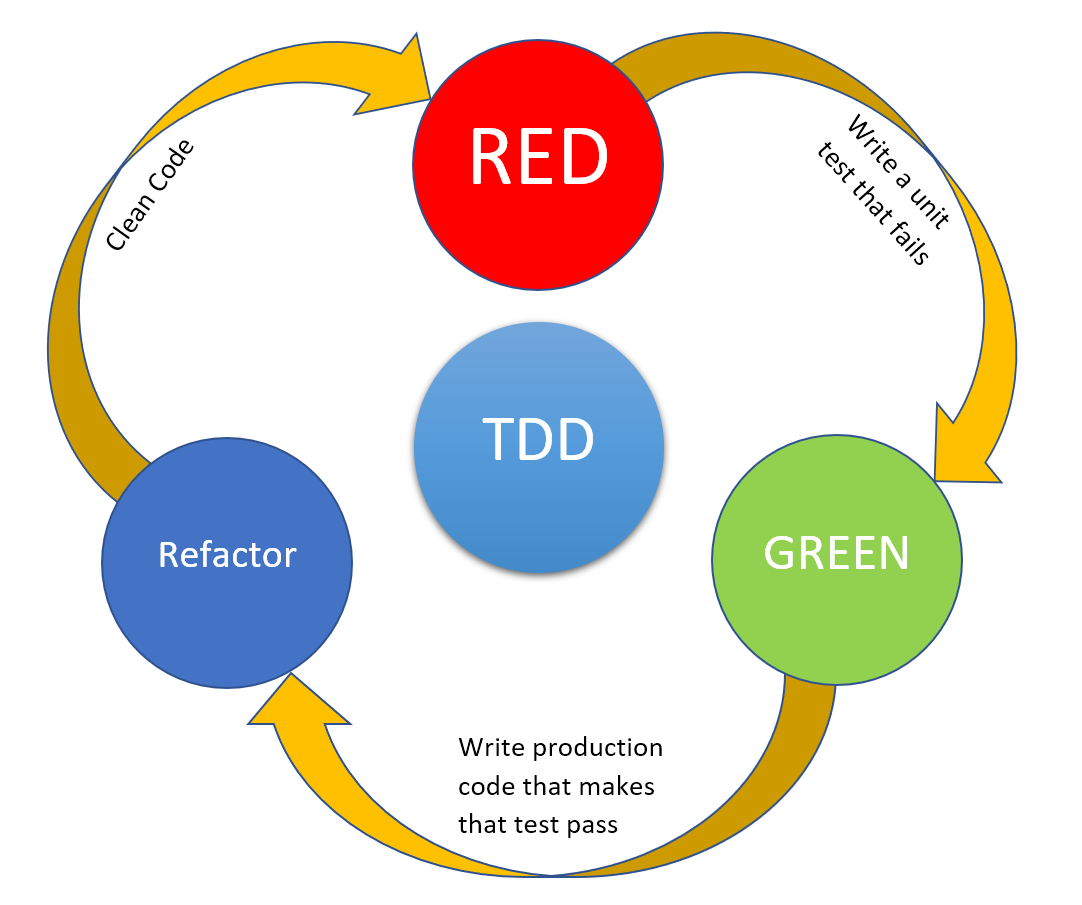 RED
Write a unit
test that fails
Clean Code
TDD
Refactor
GREEN
Write production
code that makes
that test pass